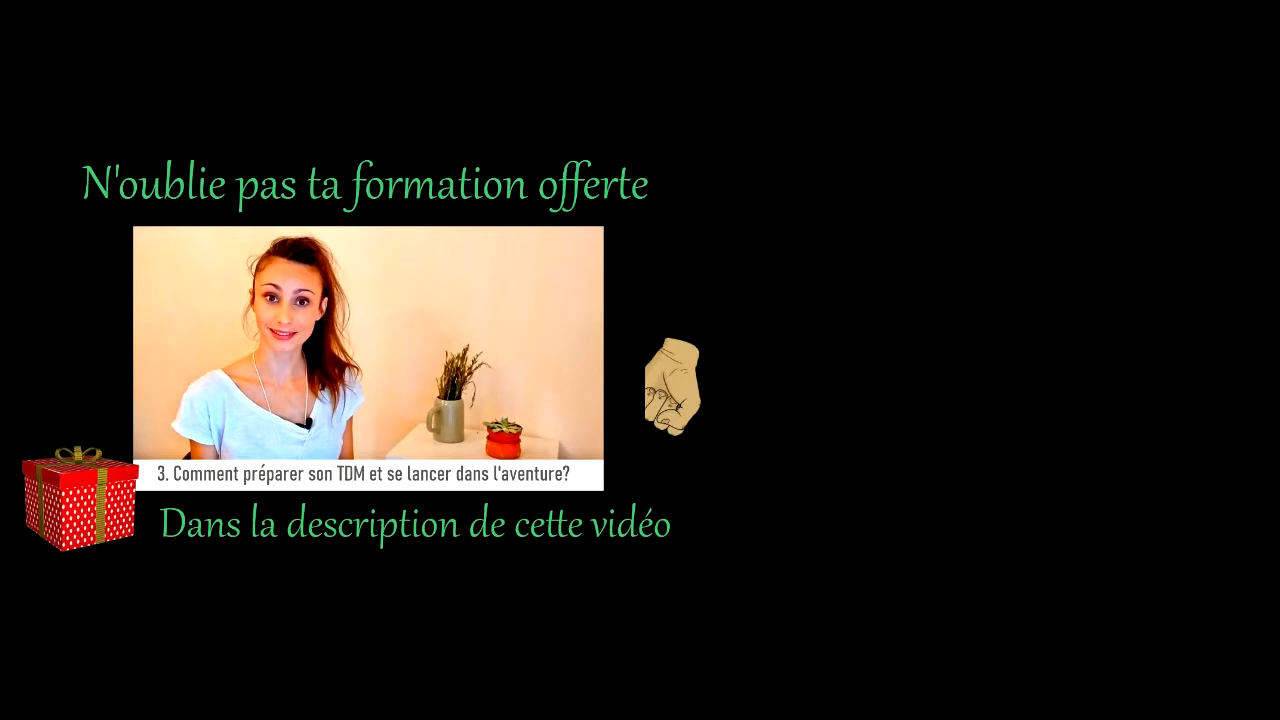 N'oublie pas ta formation offerte
3. Comment préparer son TDM et se lancer dans l'aventure?
Dans la description de cette vidéo